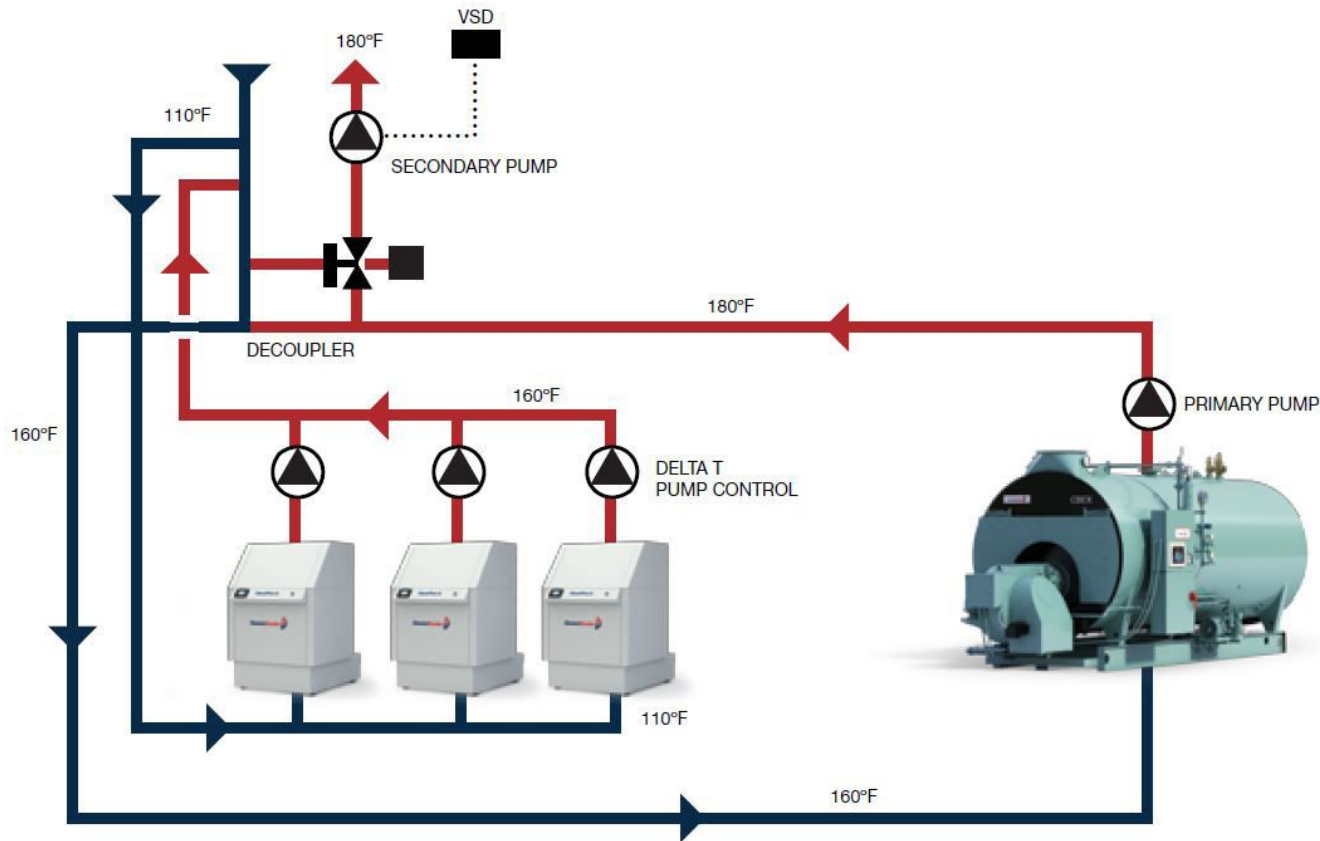 VSD
180°F
110°F
SECONDARY PUMP
180°F
DECOUPLER
160°F
160°F
PRIMARY PUMP
DELTA T
PUMP CONTROL
110°F
160°F